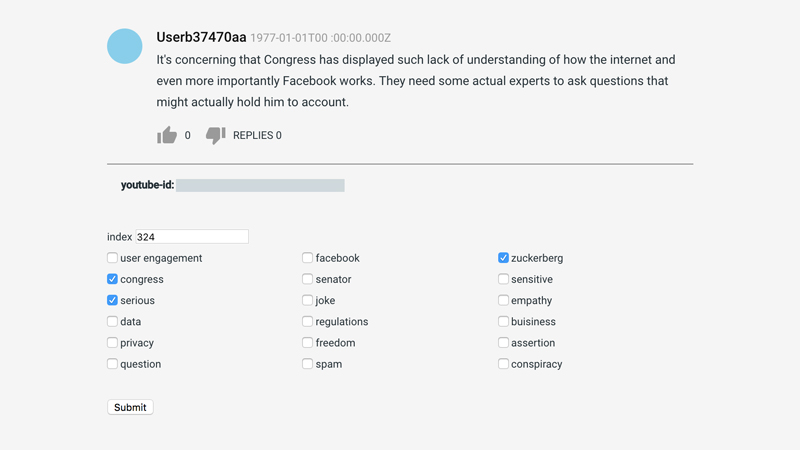 Userb37470aa 1977-01-01T00 :00:00.000Z
It's concerning that Congress has displayed such lack of understanding of how the internet and
even more importantly Facebook works. They need some actual experts to ask questions that
might actually hold him to account.
0 REPLIES 0
youtube-id:
index 324
user engagement facebook zuckerberg
congress senator sensitive
serious joke empathy
data regulations buisiness
privacy freedom assertion
question spam conspiracy
Submit